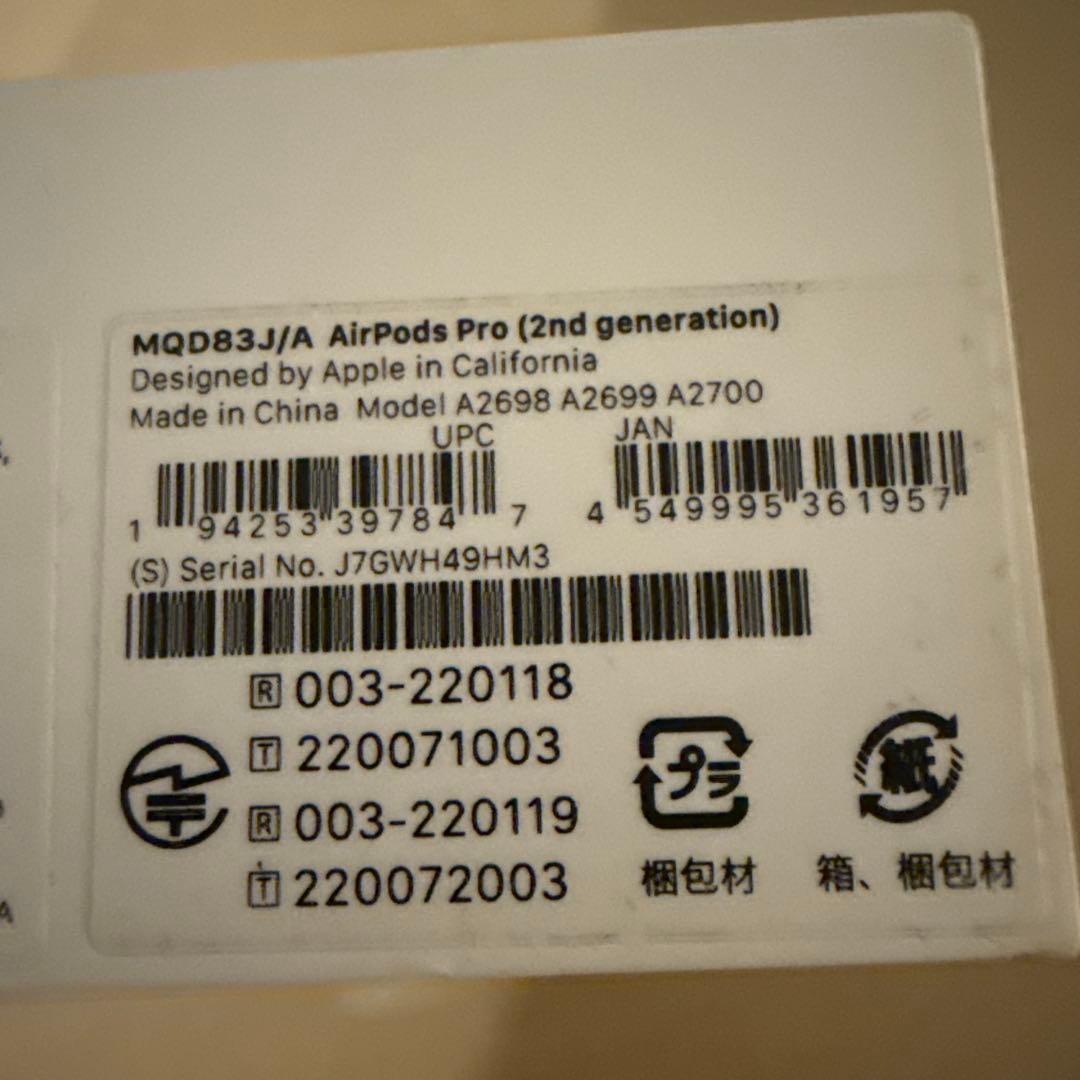 MQD83J/A AirPods Pro (2nd generation)
Designed by Apple in California
Made in China Model A2698 A2699 A2700
UPC JAN
1 94253 39784 7 4 549995 361957
(S) Serial No. J7GWH49HM3
R 003-220118
T 220071003
R 003-220119
T 220072003
プラ 紙
梱包材 箱、梱包材